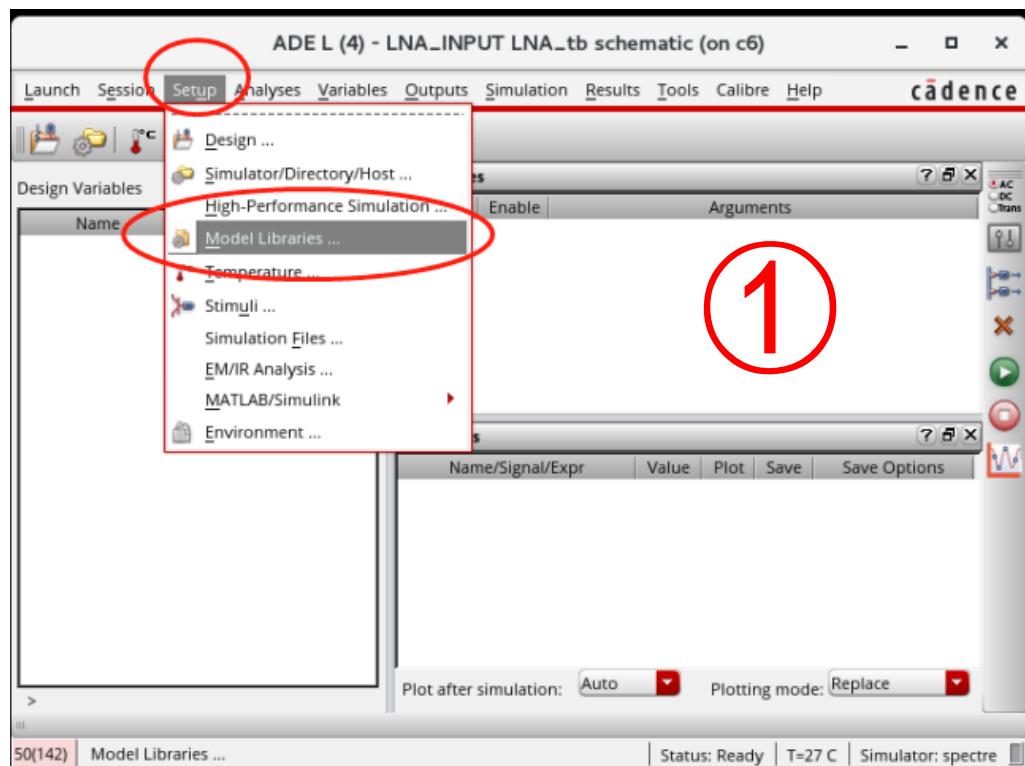 ADE L (4) - LNA_INPUT LNA_tb schematic (on c6)
Launch Session Setup Analyses Variables Outputs Simulation Results Tools Calibre Help cādence
°C
Design ...
Simulator/Directory/Host ...
High-Performance Simulation ...
Model Libraries ...
Temperature ...
Stimuli ...
Simulation Files ...
EM/IR Analysis ...
MATLAB/Simulink
Environment ...
Design Variables
Name
es
Enable Arguments
①
AC
DC
Trans
s
Name/Signal/Expr Value Plot Save Save Options
>
Plot after simulation: Auto Plotting mode: Replace
50(142) Model Libraries ... Status: Ready T=27 C Simulator: spectre